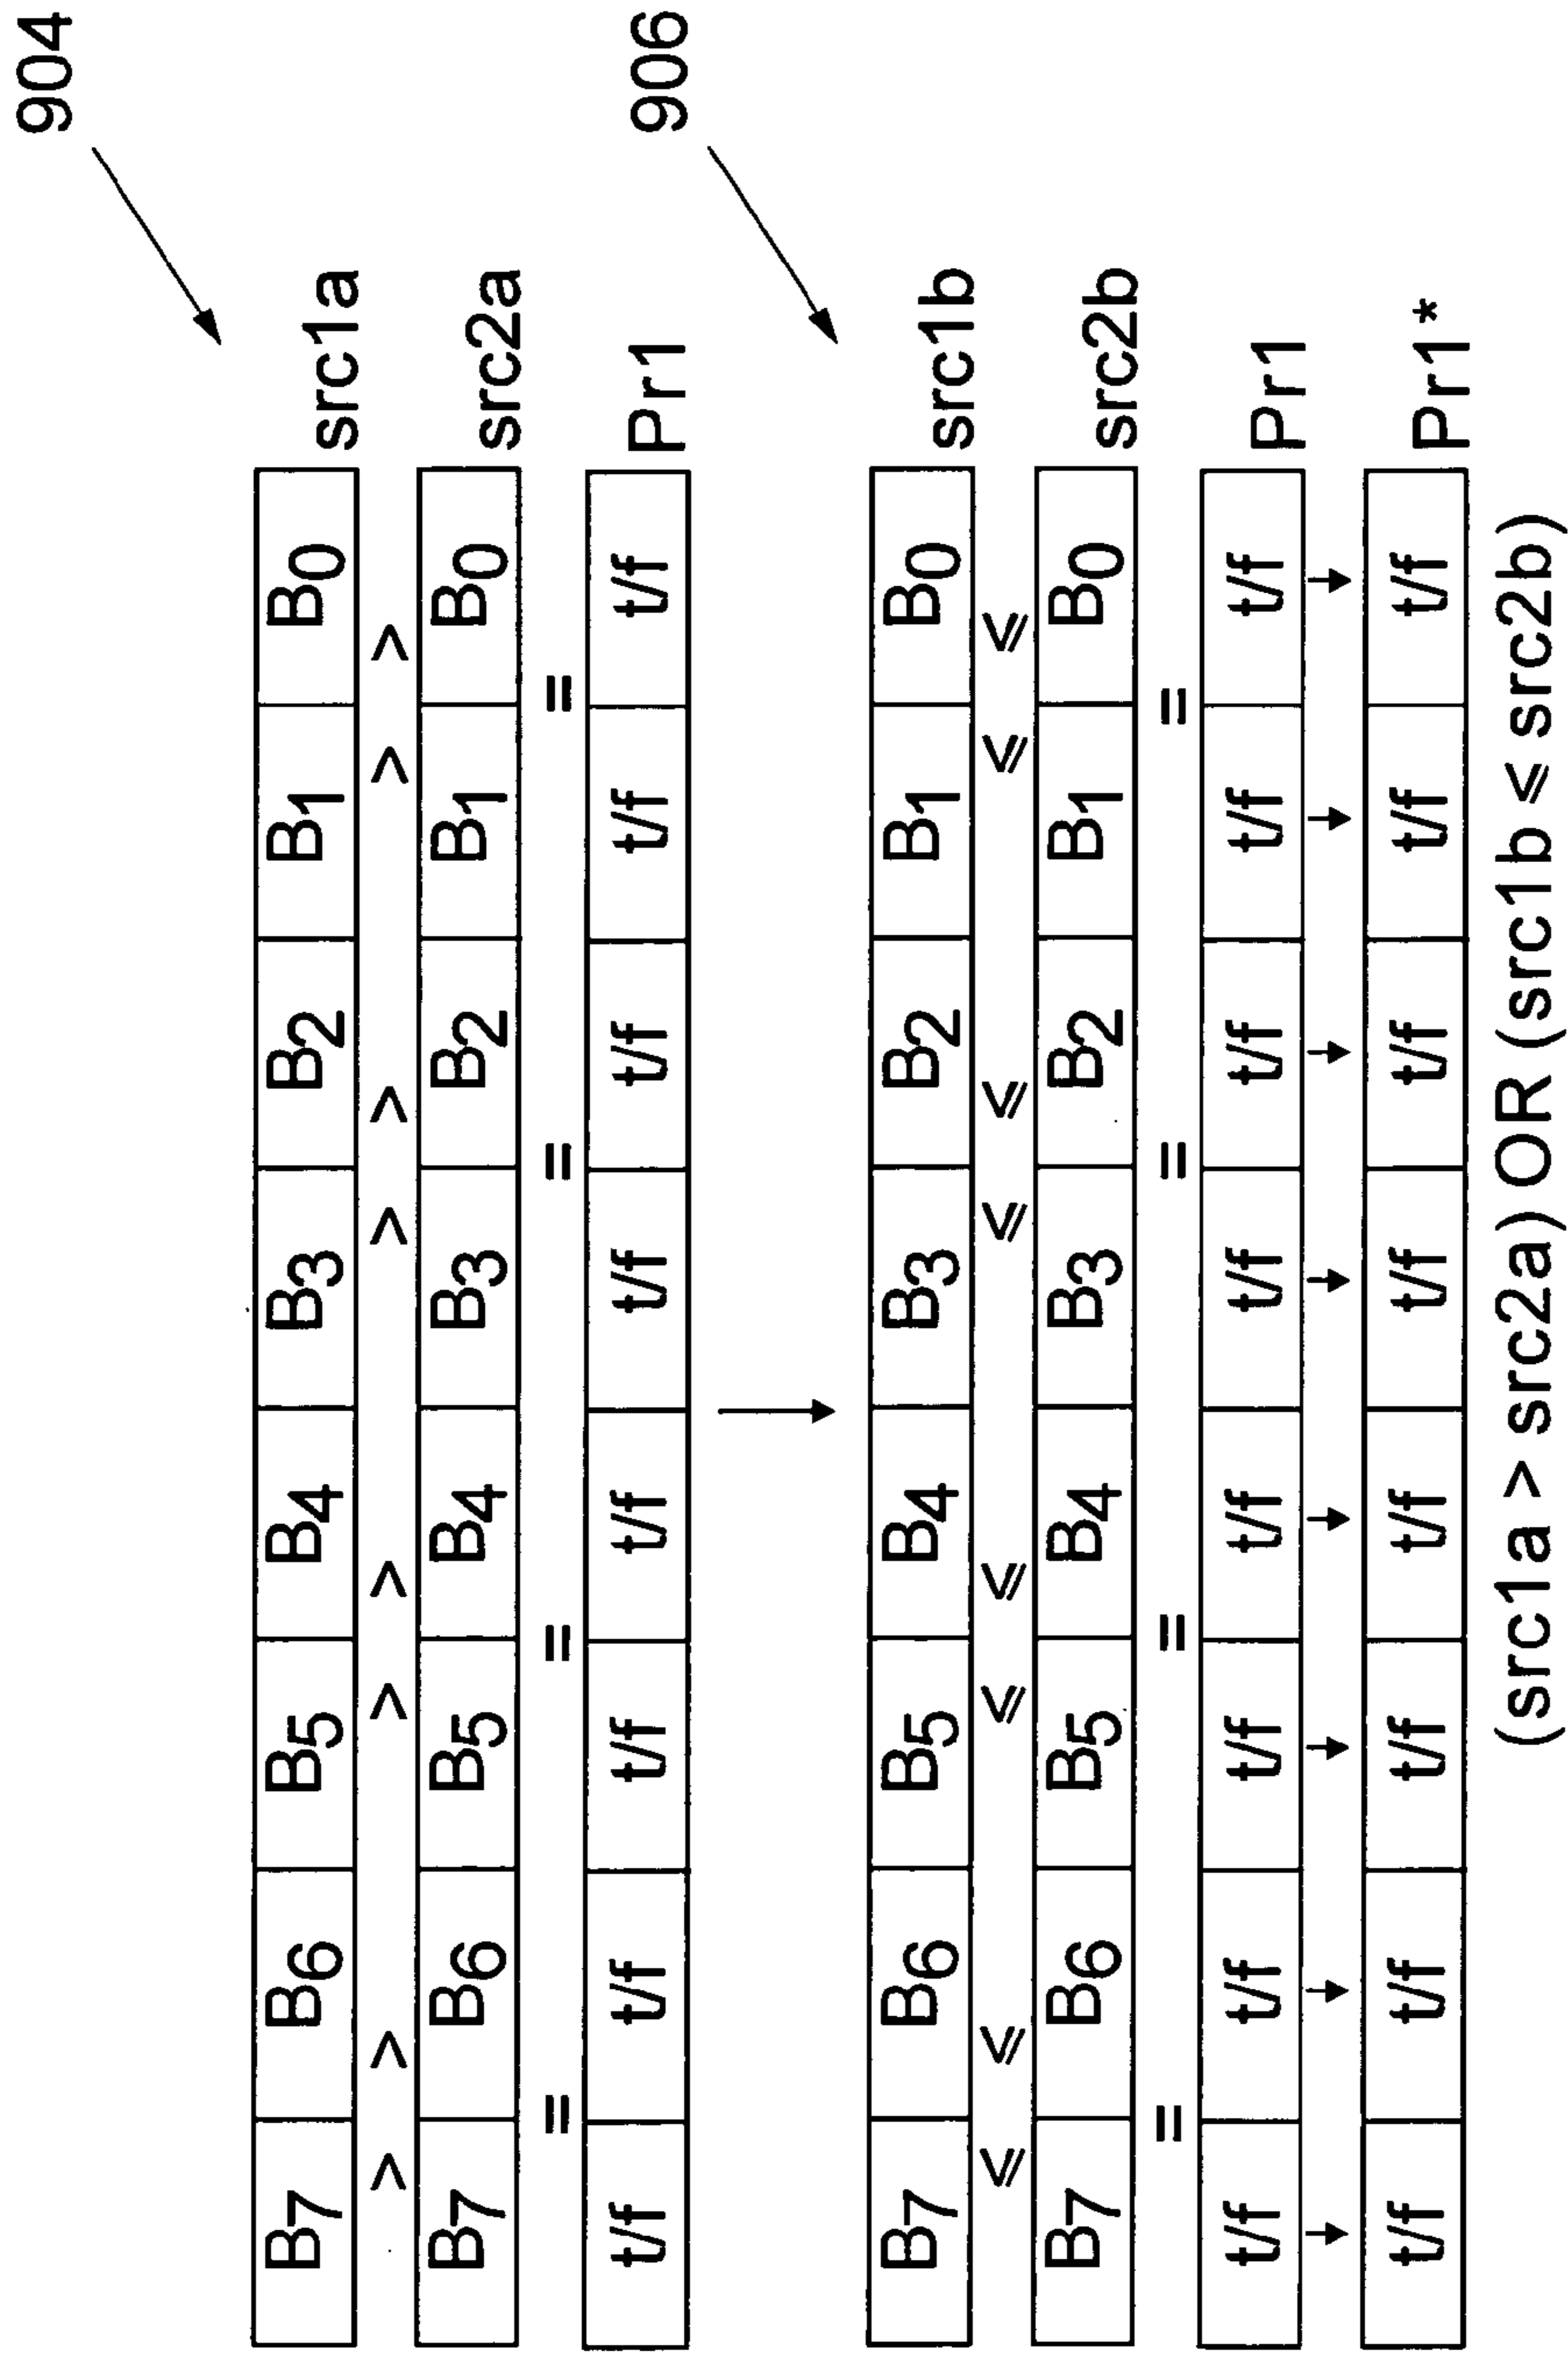 904
B7 B6 B5 B4 B3 B2 B1 B0 src1a
> > > > > > > >
B7 B6 B5 B4 B3 B2 B1 B0 src2a
= = = =
t/f t/f t/f t/f t/f t/f t/f t/f Pr1
906
B7 B6 B5 B4 B3 B2 B1 B0 src1b
⩽ ⩽ ⩽ ⩽ ⩽ ⩽ ⩽ ⩽
B7 B6 B5 B4 B3 B2 B1 B0 src2b
= = = =
t/f t/f t/f t/f t/f t/f t/f t/f Pr1
t/f t/f t/f t/f t/f t/f t/f t/f Pr1*
(src1a > src2a) OR (src1b ⩽ src2b)